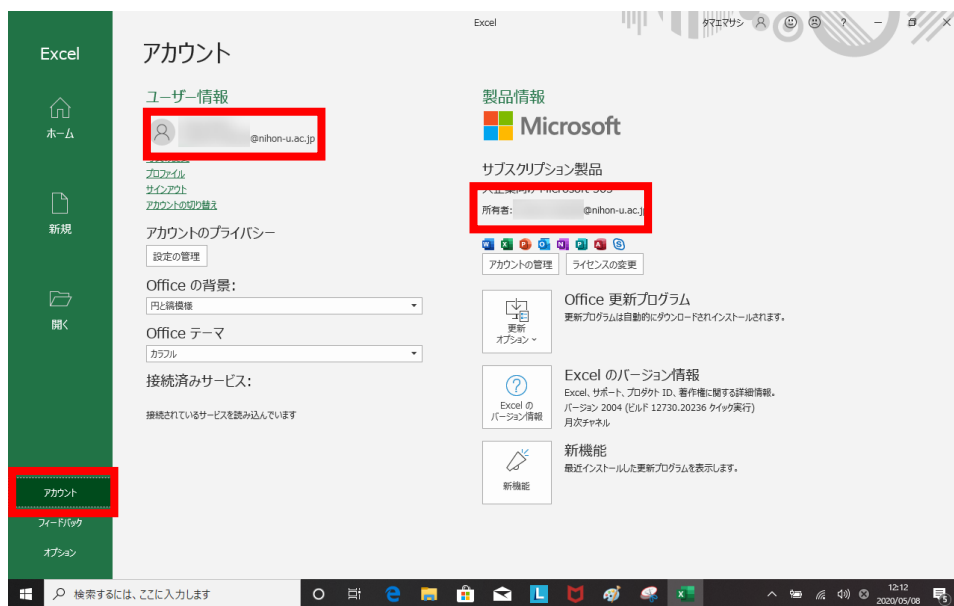 Excel
タマエマサシ
?
Excel
ホーム
新規
開く
アカウント
フィードバック
オプション
アカウント
ユーザー情報
@nihon-u.ac.jp
プロファイル
サインアウト
アカウントの切り替え
アカウントのプライバシー
設定の管理
Office の背景:
円と縞模様
Office テーマ
カラフル
接続済みサービス:
接続されているサービスを読み込んでいます
製品情報
Microsoft
サブスクリプション製品
大企業向け Microsoft 365
所有者:
@nihon-u.ac.jp
アカウントの管理
ライセンスの変更
更新
オプション
Office 更新プログラム
更新プログラムは自動的にダウンロードされインストールされます。
Excel の
バージョン情報
Excel のバージョン情報
Excel、サポート、プロダクト ID、著作権に関する詳細情報。
バージョン 2004 (ビルド 12730.20236 クイック実行)
月次チャネル
新機能
新機能
最近インストールした更新プログラムを表示します。
検索するには、ここに入力します
12:12
2020/05/08
5